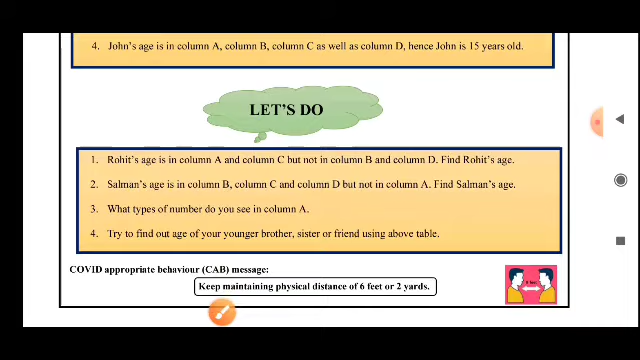 4. John's age is in column A, column B, column C as well as column D, hence John is 15 years old.
LET'S DO
1. Rohit's age is in column A and column C but not in column B and column D. Find Rohit's age.
2. Salman's age is in column B, column C and column D but not in column A. Find Salman's age.
3. What types of number do you see in column A.
4. Try to find out age of your younger brother, sister or friend using above table.
COVID appropriate behaviour (CAB) message:
Keep maintaining physical distance of 6 feet or 2 yards.